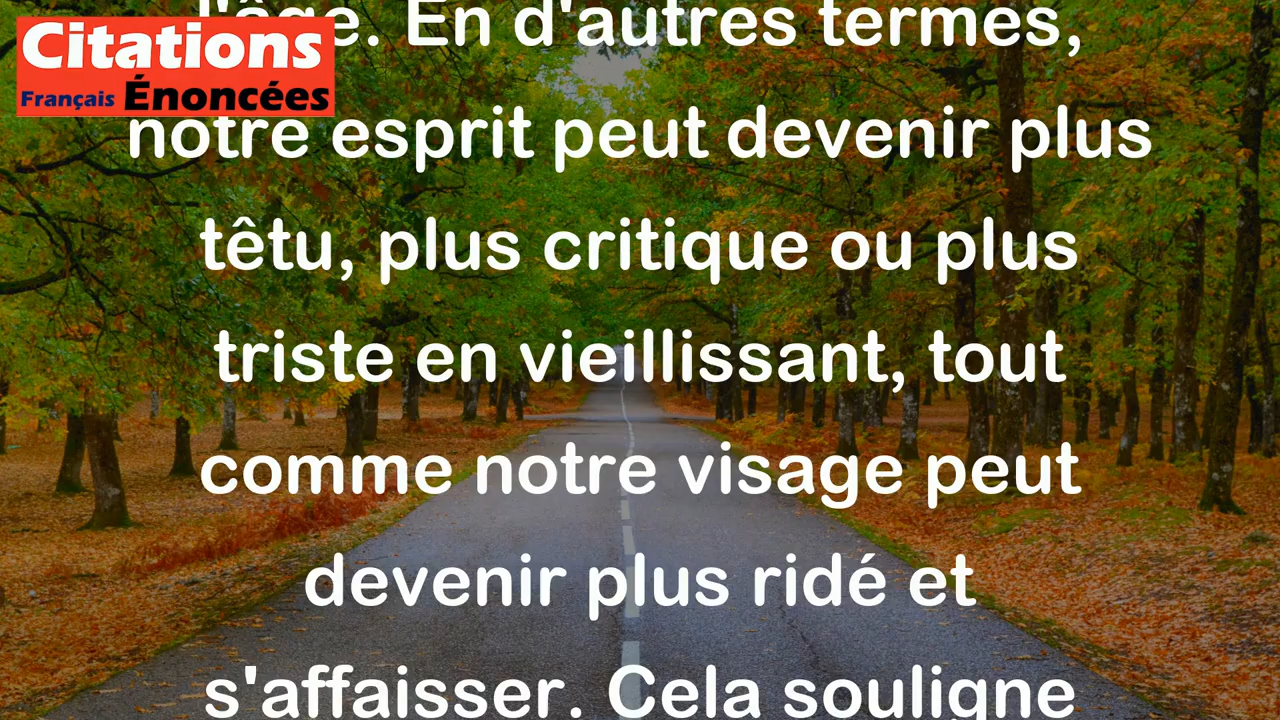 Citations
Français Énoncées
l'âge. En d'autres termes,
notre esprit peut devenir plus
têtu, plus critique ou plus
triste en vieillissant, tout
comme notre visage peut
devenir plus ridé et
s'affaisser. Cela souligne